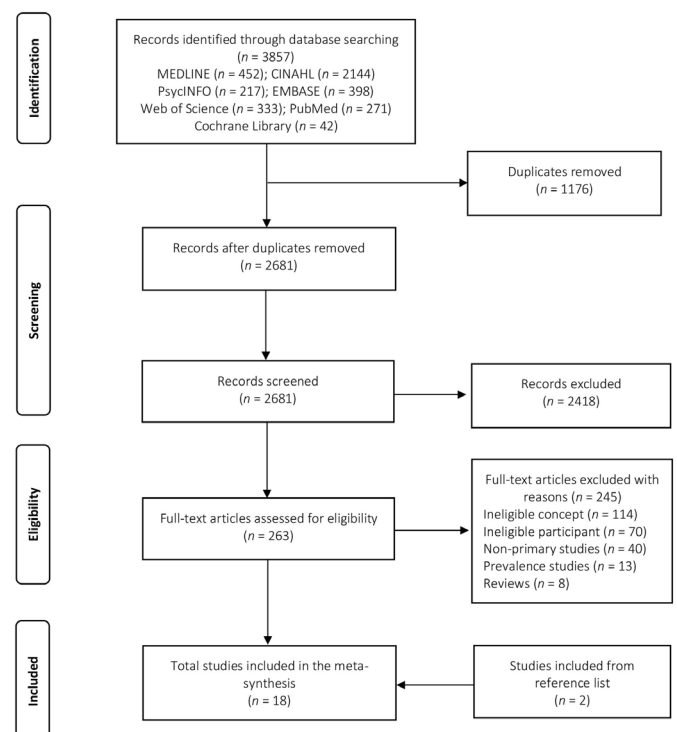 Identification
Records identified through database searching
(n = 3857)
MEDLINE (n = 452); CINAHL (n = 2144)
PsycINFO (n = 217); EMBASE (n = 398)
Web of Science (n = 333); PubMed (n = 271)
Cochrane Library (n = 42)
Duplicates removed
(n = 1176)
Screening
Records after duplicates removed
(n = 2681)
Records screened
(n = 2681)
Records excluded
(n = 2418)
Eligibility
Full-text articles assessed for eligibility
(n = 263)
Full-text articles excluded with
reasons (n = 245)
Ineligible concept (n = 114)
Ineligible participant (n = 70)
Non-primary studies (n = 40)
Prevalence studies (n = 13)
Reviews (n = 8)
Included
Total studies included in the meta-
synthesis
(n = 18)
Studies included from
reference list
(n = 2)